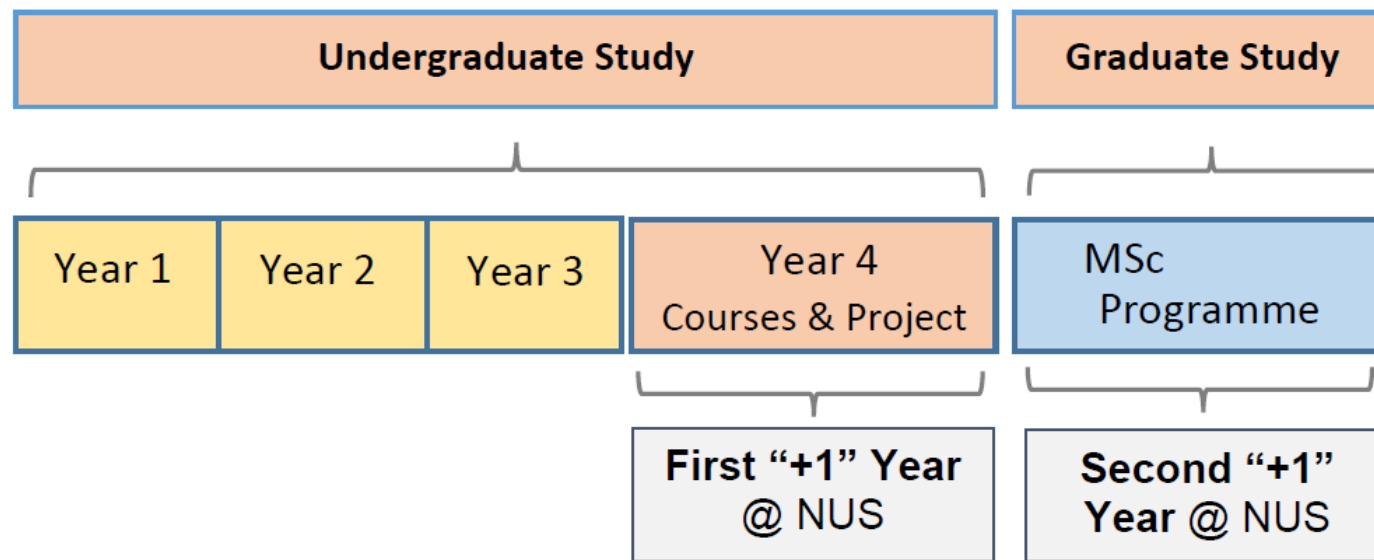 Undergraduate Study
Graduate Study
Year 1
Year 2
Year 3
Year 4
Courses & Project
MSc
Programme
First “+1” Year
@ NUS
Second “+1”
Year @ NUS